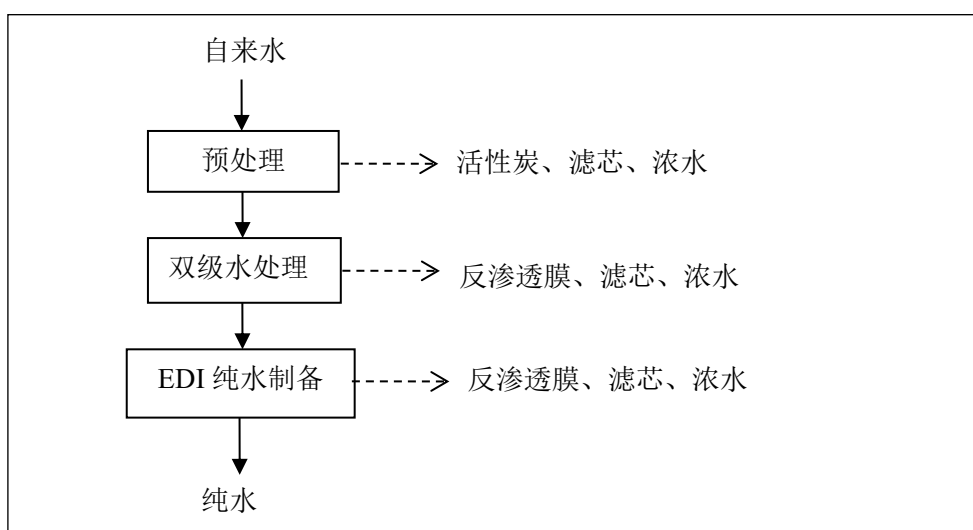 自来水
预处理
活性炭、滤芯、浓水
双级水处理
反渗透膜、滤芯、浓水
EDI 纯水制备
反渗透膜、滤芯、浓水
纯水